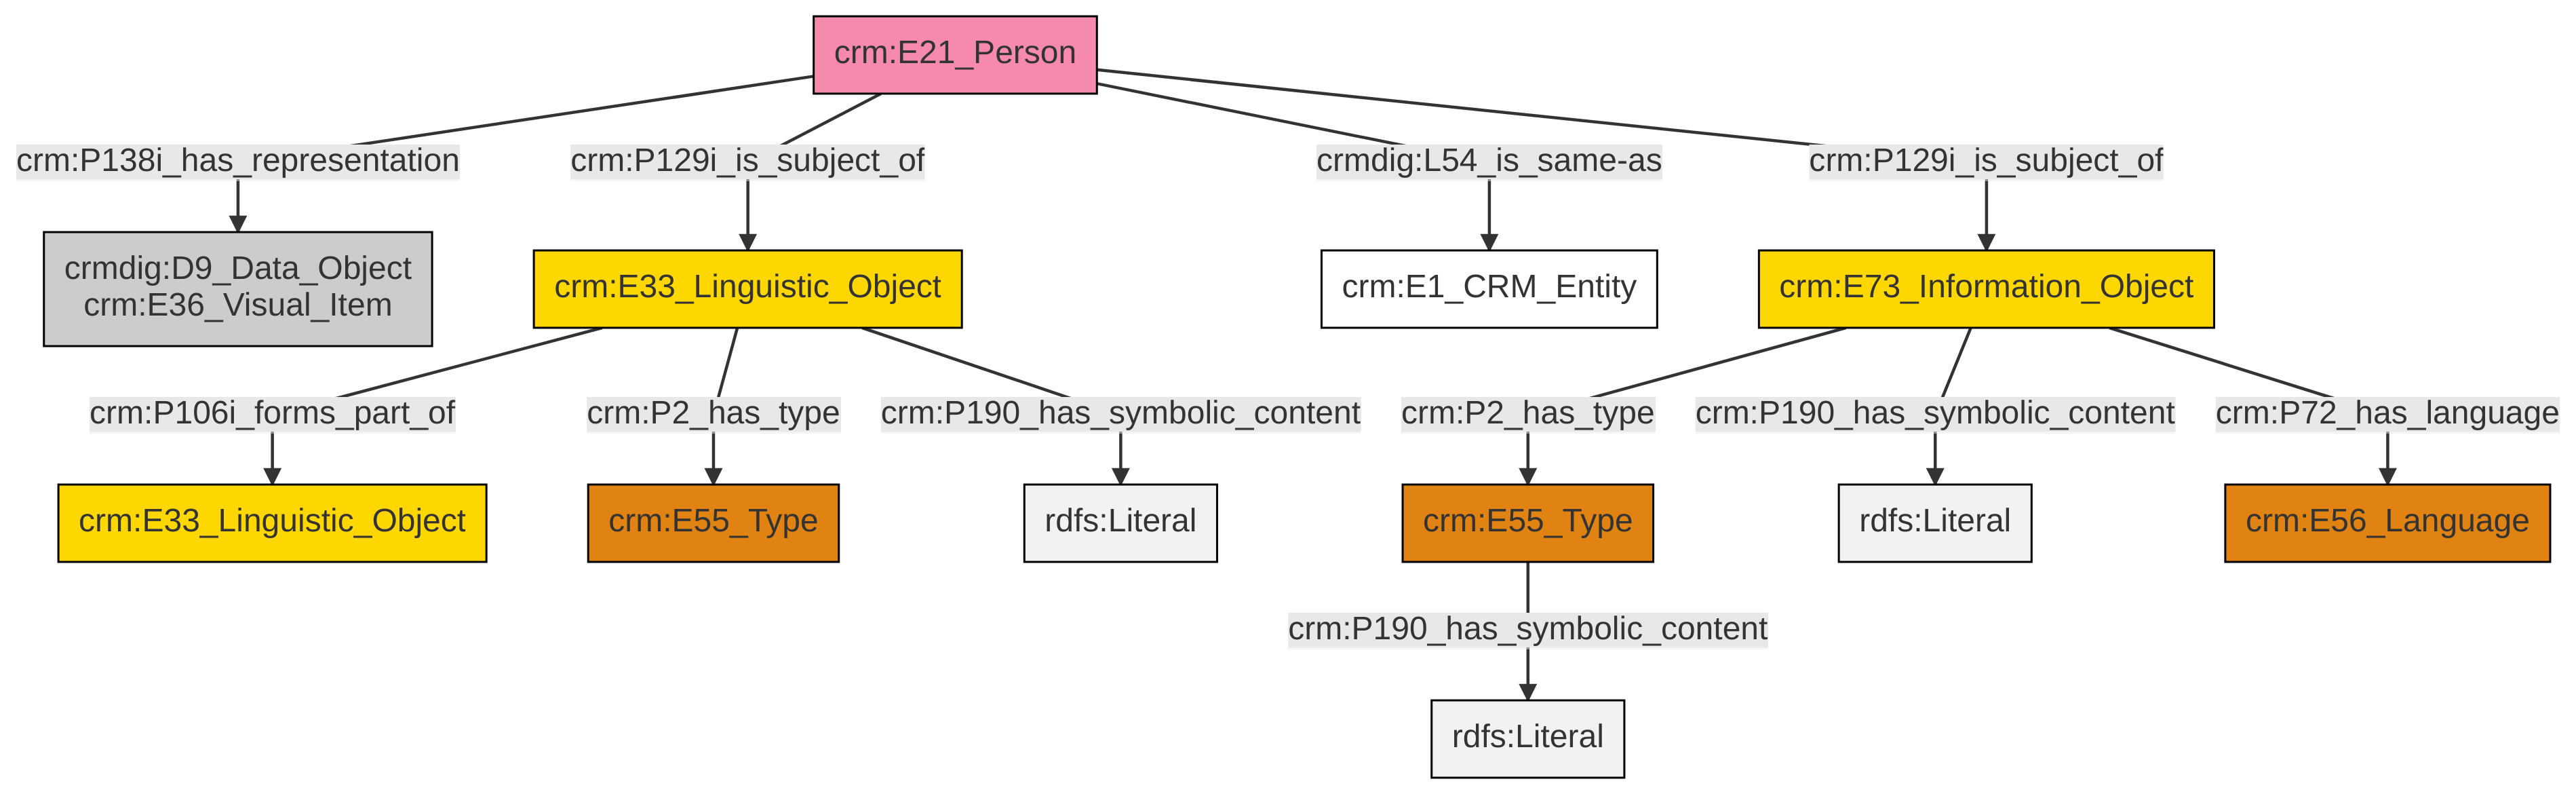 crm:E21_Person
crm:P138i_has_representation
crm:P129i_is_subject_of
crmdig:L54_is_same-as
crm:P129i_is_subject_of
crmdig:D9_Data_Object
crm:E36_Visual_Item
crm:E33_Linguistic_Object
crm:E1_CRM_Entity
crm:E73_Information_Object
crm:P106i_forms_part_of
crm:P2_has_type
crm:P190_has_symbolic_content
crm:P2_has_type
crm:P190_has_symbolic_content
crm:P72_has_language
crm:E33_Linguistic_Object
crm:E55_Type
rdfs:Literal
crm:E55_Type
rdfs:Literal
crm:E56_Language
crm:P190_has_symbolic_content
rdfs:Literal